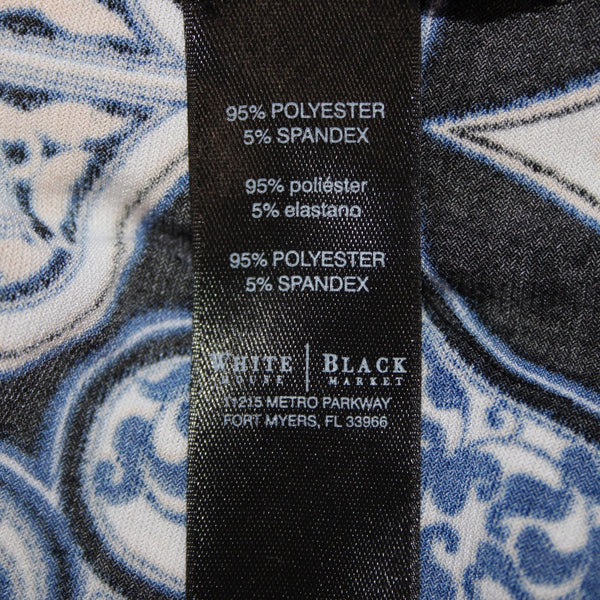 95% POLYESTER
5% SPANDEX
95% poliéster
5% elastano
95% POLYESTER
5% SPANDEX
WHITE | BLACK
HOUSE | MARKET
11215 METRO PARKWAY
FORT MYERS, FL 33966